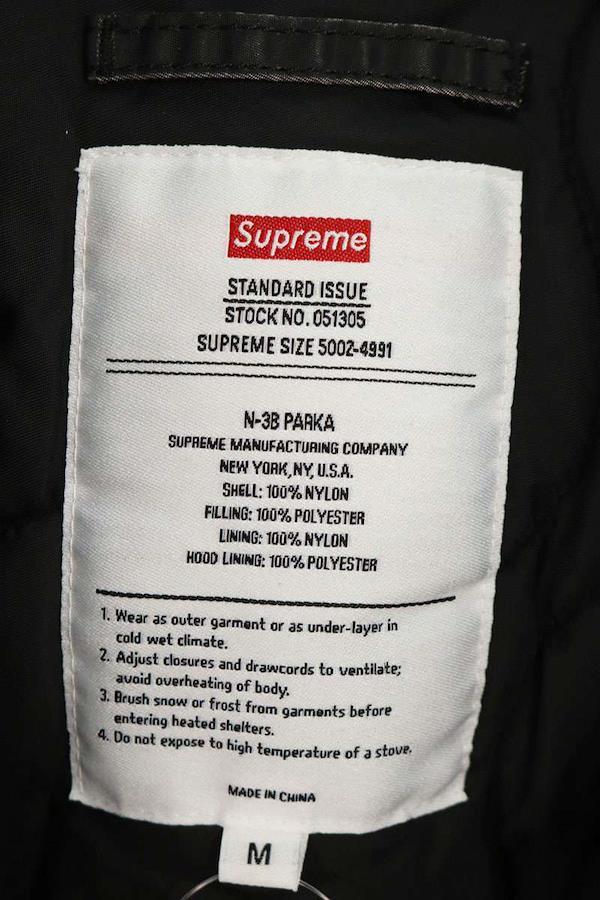 Supreme
STANDARD ISSUE
STOCK NO. 051305
SUPREME SIZE 5002-4991
N-3B PARKA
SUPREME MANUFACTURING COMPANY
NEW YORK, NY, U.S.A.
SHELL: 100% NYLON
FILLING: 100% POLYESTER
LINING: 100% NYLON
HOOD LINING: 100% POLYESTER
1. Wear as outer garment or as under-layer in
cold wet climate.
2. Adjust closures and drawcords to ventilate;
avoid overheating of body.
3. Brush snow or frost from garments before
entering heated shelters.
4. Do not expose to high temperature of a stove.
MADE IN CHINA
M